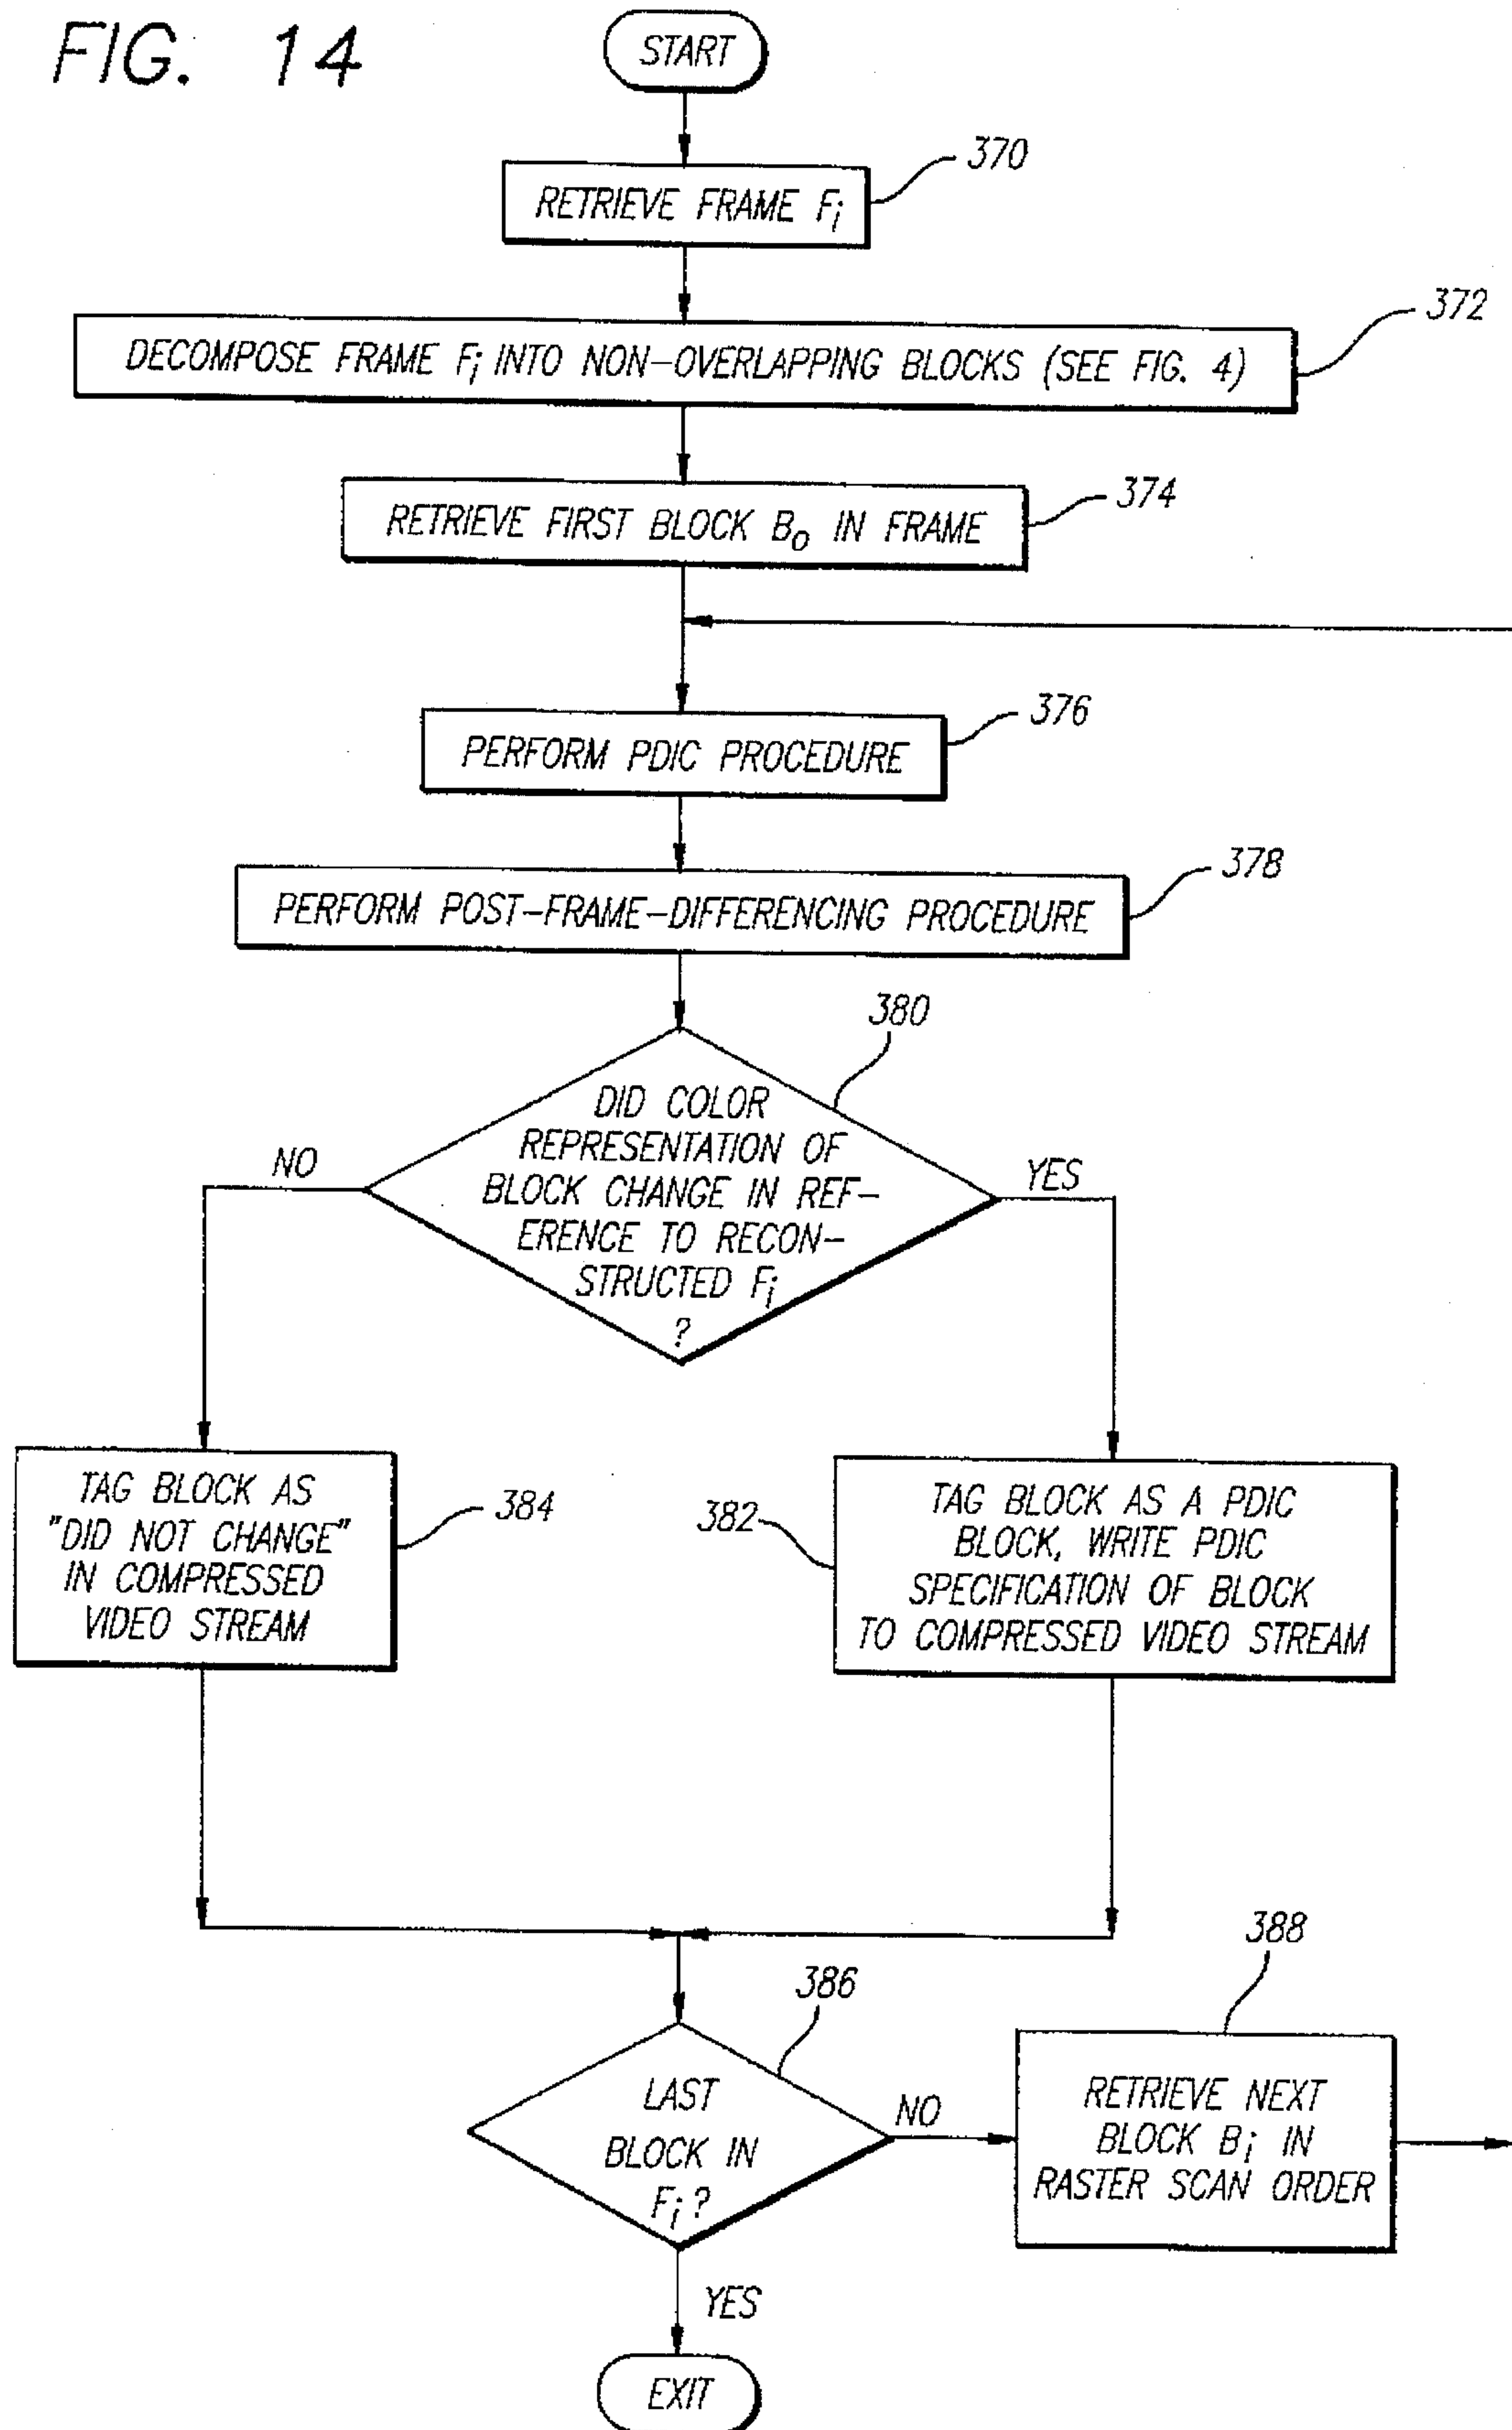 FIG. 14
START
370
RETRIEVE FRAME Fi
372
DECOMPOSE FRAME Fi INTO NON-OVERLAPPING BLOCKS (SEE FIG. 4)
374
RETRIEVE FIRST BLOCK B0 IN FRAME
376
PERFORM PDIC PROCEDURE
378
PERFORM POST-FRAME-DIFFERENCING PROCEDURE
380
DID COLOR
REPRESENTATION OF
BLOCK CHANGE IN REF-
ERENCE TO RECON-
STRUCTED Fi
?
NO
YES
TAG BLOCK AS
"DID NOT CHANGE"
IN COMPRESSED
VIDEO STREAM
384
382
TAG BLOCK AS A PDIC
BLOCK, WRITE PDIC
SPECIFICATION OF BLOCK
TO COMPRESSED VIDEO STREAM
386
LAST
BLOCK IN
Fi ?
NO
388
RETRIEVE NEXT
BLOCK Bi IN
RASTER SCAN ORDER
YES
EXIT